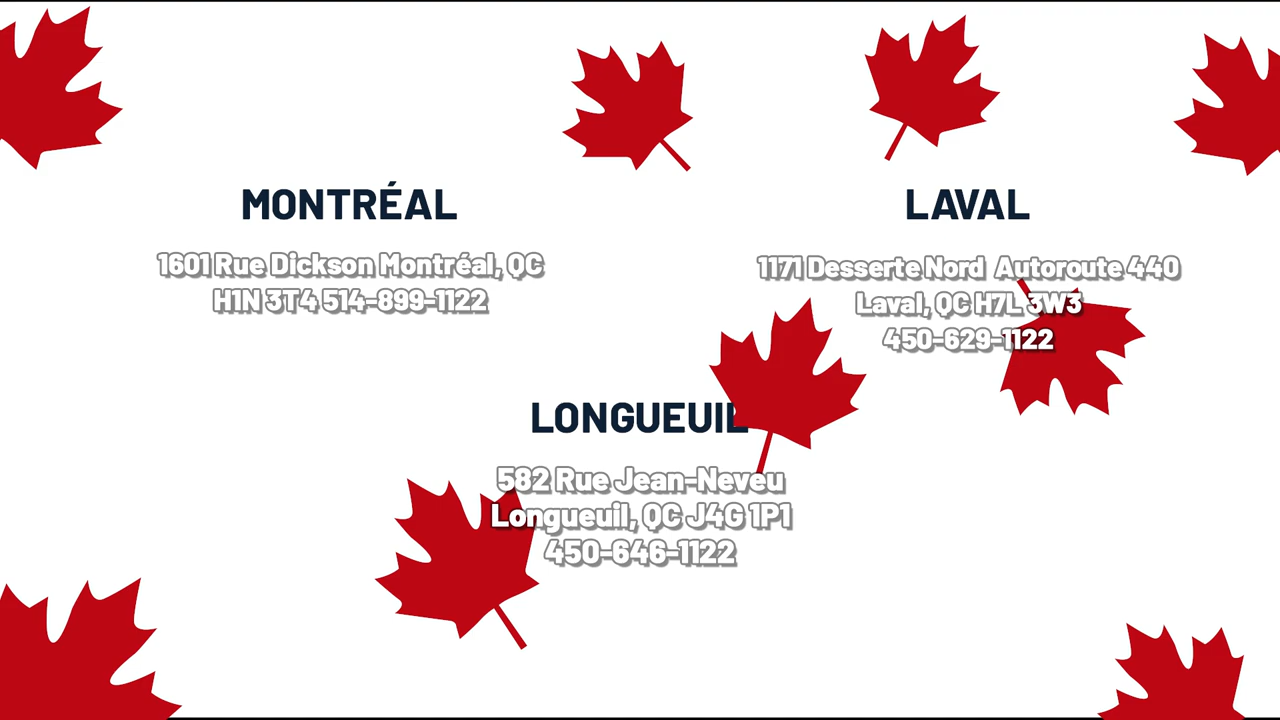 MONTRÉAL
1601 Rue Dickson Montréal, QC
H1N 3T4 514-899-1122
LAVAL
1171 Desserte Nord Autoroute 440
Laval, QC H7L 3W3
450-629-1122
LONGUEUIL
582 Rue Jean-Neveu
Longueuil, QC J4G 1P1
450-646-1122